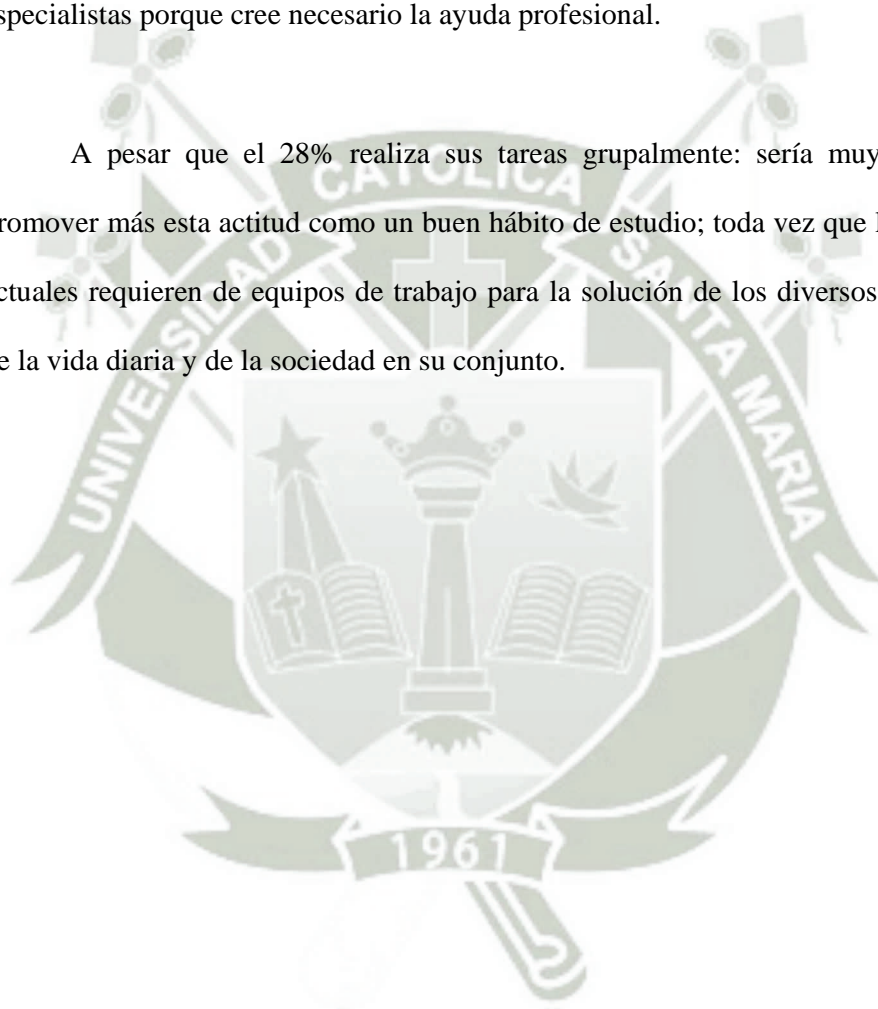 specialistas porque cree necesario la ayuda profesional.
A pesar que el 28% realiza sus tareas grupalmente: sería muy
romover más esta actitud como un buen hábito de estudio; toda vez que
ctuales requieren de equipos de trabajo para la solución de los diversos
e la vida diaria y de la sociedad en su conjunto.
UNIVERSIDAD CATOLICA SANTA MARIA
1961